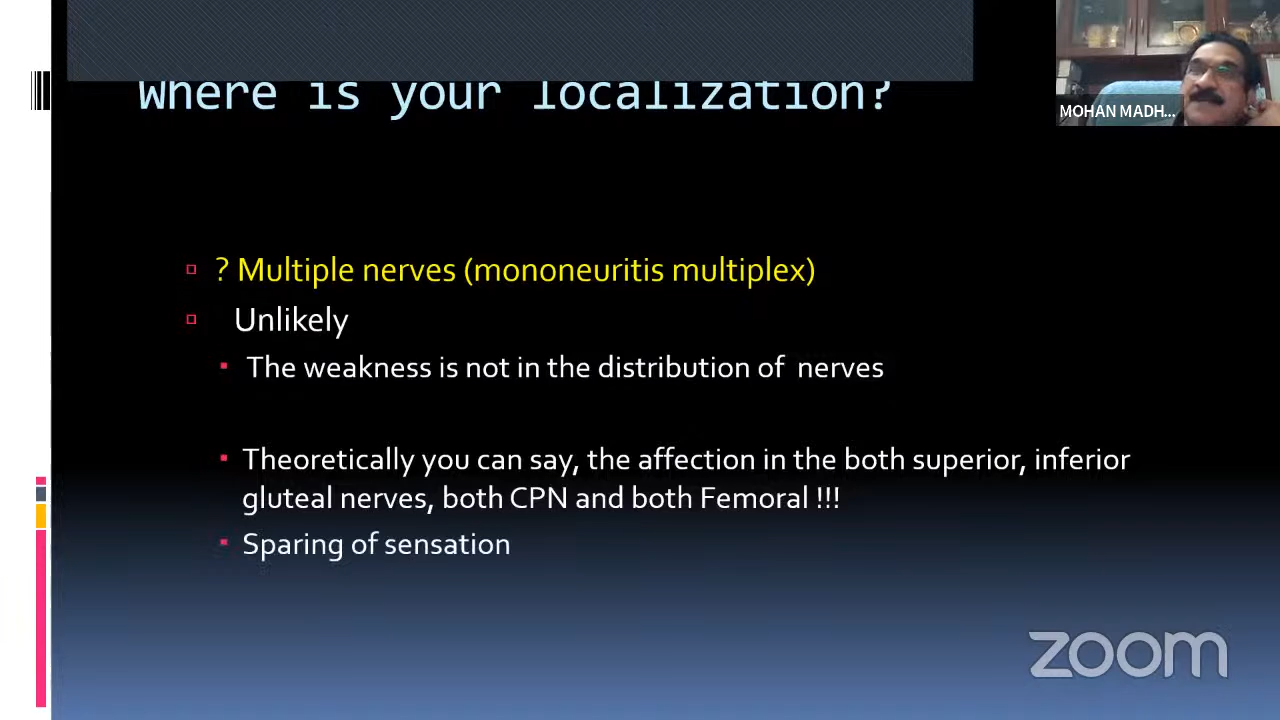 Where is your localization?
MOHAN MADH...
? Multiple nerves (mononeuritis multiplex)
Unlikely
The weakness is not in the distribution of nerves
Theoretically you can say, the affection in the both superior, inferior
gluteal nerves, both CPN and both Femoral !!!
Sparing of sensation
zoom